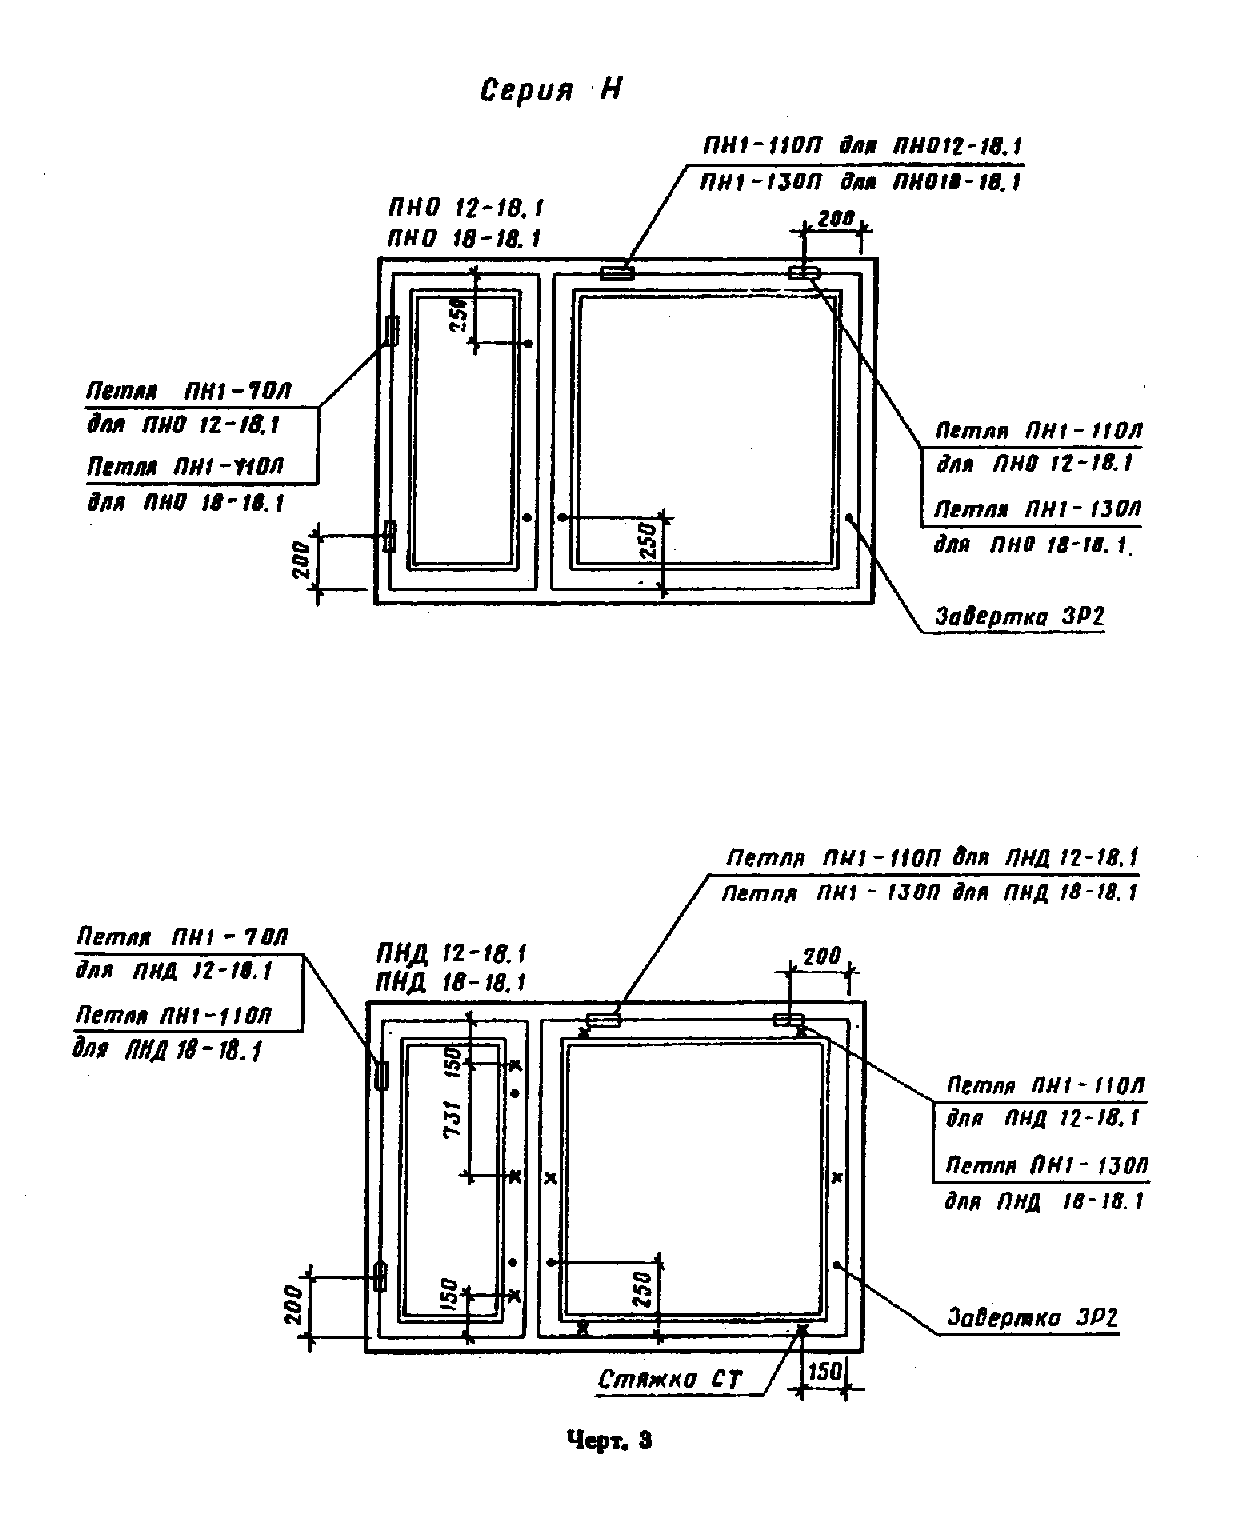 Серия Н
ПН1-110П для ПНО12-18.1
ПН1-130П для ПНО18-18.1
ПНО 12-18.1
ПНО 18-18.1
200
250
Петля ПН1-70Л
для ПНО 12-18.1
Петля ПН1-110Л
для ПНО 18-18.1
200
250
Петля ПН1-110Л
для ПНО 12-18.1
Петля ПН1-130Л
для ПНО 18-18.1.
Завертка ЗР2
Петля ПН1-110П для ПНД 12-18.1
Петля ПН1-130П для ПНД 18-18.1
Петля ПН1-70Л
для ПНД 12-18.1
Петля ПН1-110Л
для ПНД 18-18.1
ПНД 12-18.1
ПНД 18-18.1
200
150
731
150
200
250
Петля ПН1-110Л
для ПНД 12-18.1
Петля ПН1-130Л
для ПНД 18-18.1
Завертка ЗР2
Стяжка СТ
150
Черт. 3